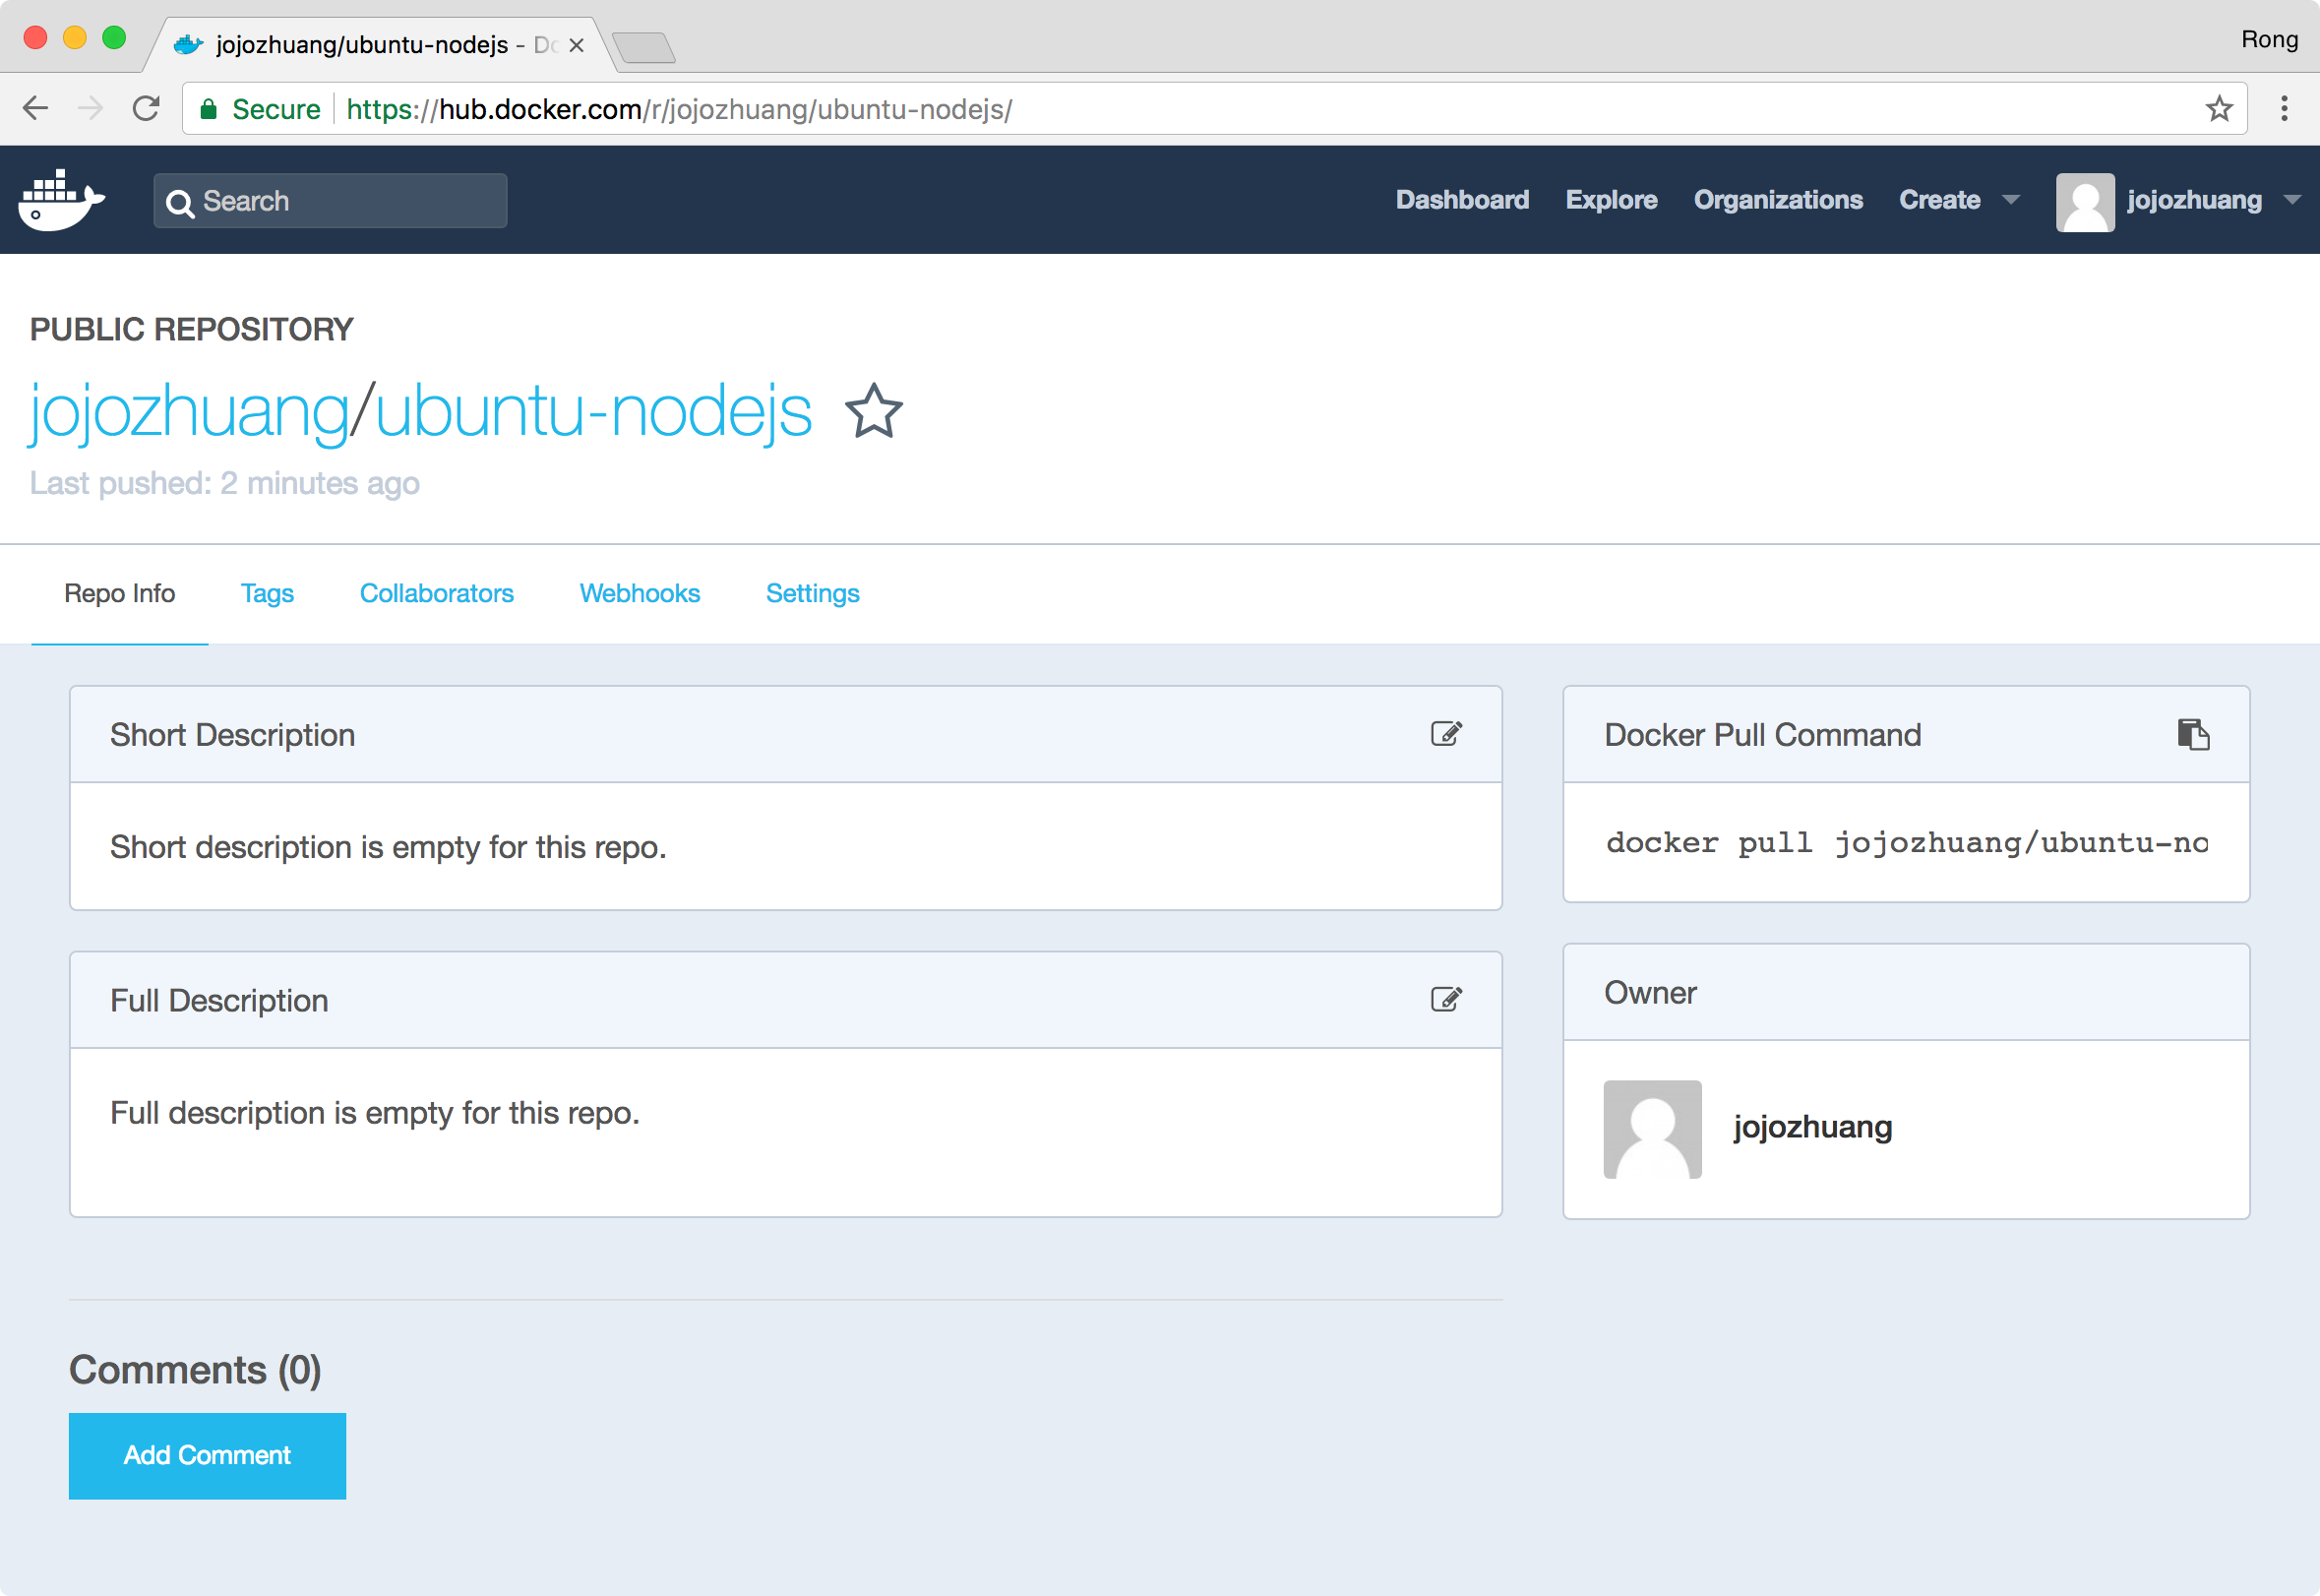 jojozhuang/ubuntu-nodejs - Do
Rong
Secure
https://hub.docker.com/r/jojozhuang/ubuntu-nodejs/
Search
Dashboard
Explore
Organizations
Create
jojozhuang
PUBLIC REPOSITORY
jojozhuang/ubuntu-nodejs
Last pushed: 2 minutes ago
Repo Info
Tags
Collaborators
Webhooks
Settings
Short Description
Short description is empty for this repo.
Full Description
Full description is empty for this repo.
Docker Pull Command
docker pull jojozhuang/ubuntu-no
Owner
jojozhuang
Comments (0)
Add Comment